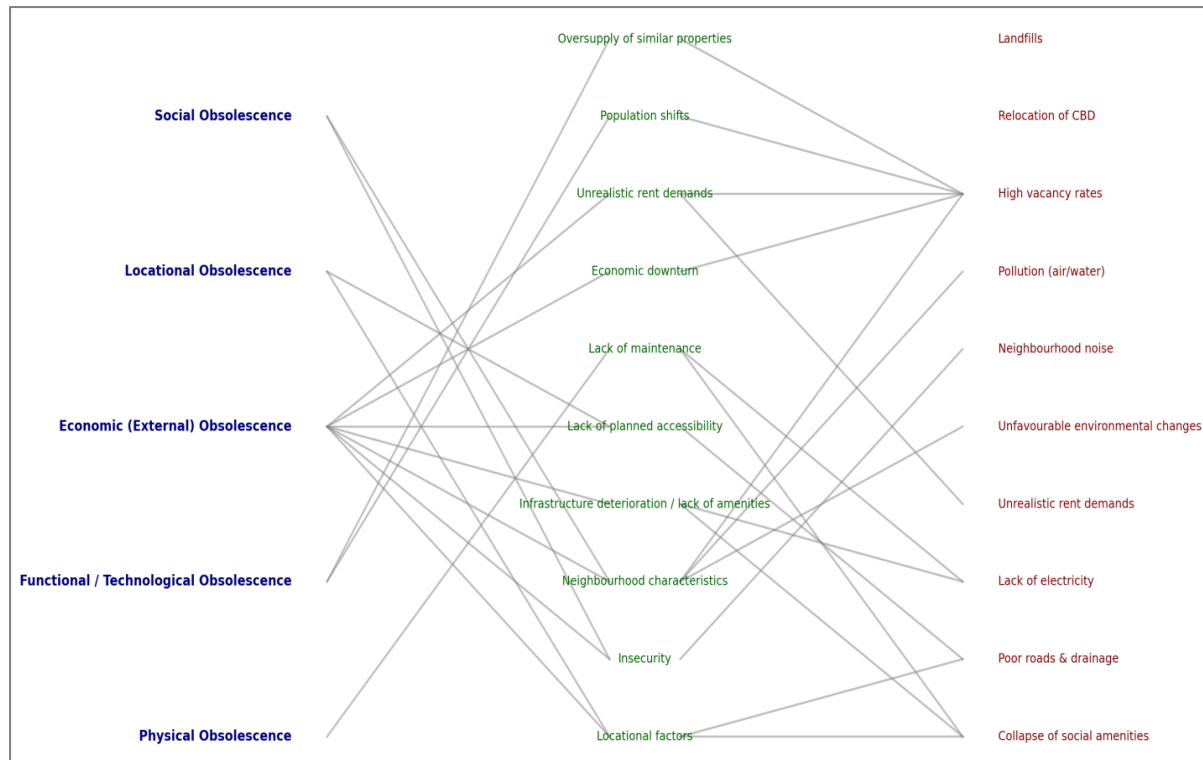 Social Obsolescence
Locational Obsolescence
Economic (External) Obsolescence
Functional / Technological Obsolescence
Physical Obsolescence
Oversupply of similar properties
Population shifts
Unrealistic rent demands
Economic downturn
Lack of maintenance
Lack of planned accessibility
Infrastructure deterioration / lack of amenities
Neighbourhood characteristics
Insecurity
Locational factors
Landfills
Relocation of CBD
High vacancy rates
Pollution (air/water)
Neighbourhood noise
Unfavourable environmental changes
Unrealistic rent demands
Lack of electricity
Poor roads & drainage
Collapse of social amenities